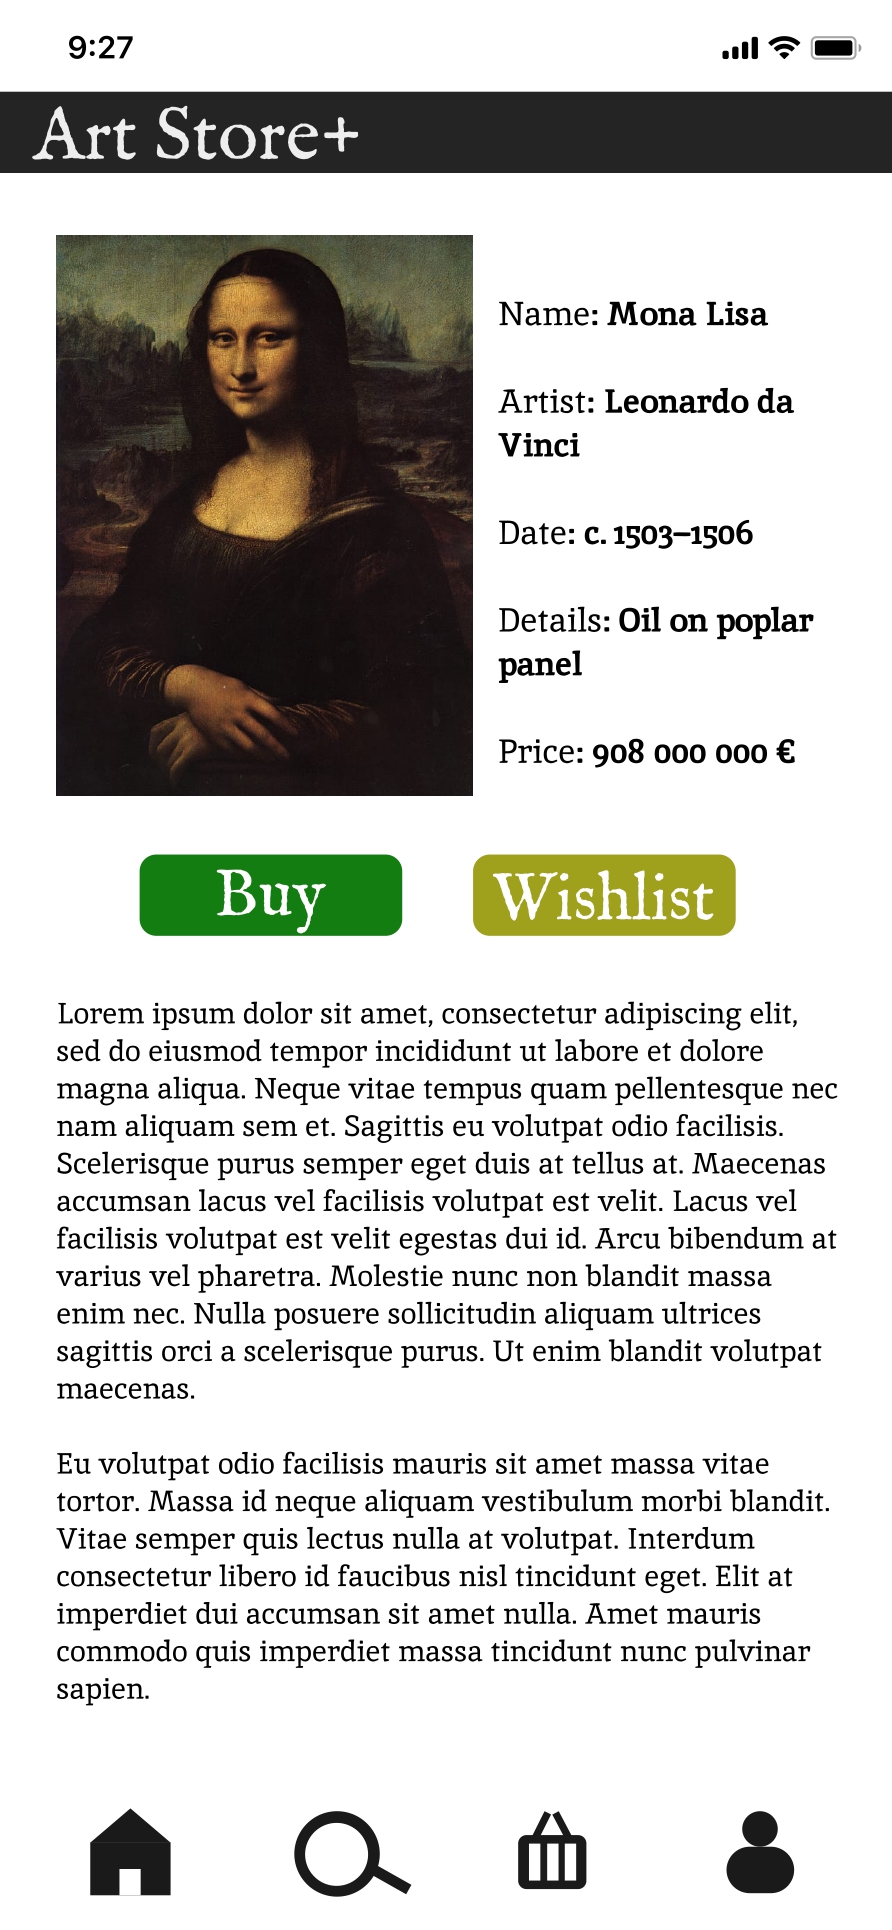 9:27
Art Store+
Name: Mona Lisa
Artist: Leonardo da
Vinci
Date: c. 1503–1506
Details: Oil on poplar
panel
Price: 908 000 000 €
Buy
Wishlist
Lorem ipsum dolor sit amet, consectetur adipiscing elit,
sed do eiusmod tempor incididunt ut labore et dolore
magna aliqua. Neque vitae tempus quam pellentesque nec
nam aliquam sem et. Sagittis eu volutpat odio facilisis.
Scelerisque purus semper eget duis at tellus at. Maecenas
accumsan lacus vel facilisis volutpat est velit. Lacus vel
facilisis volutpat est velit egestas dui id. Arcu bibendum at
varius vel pharetra. Molestie nunc non blandit massa
enim nec. Nulla posuere sollicitudin aliquam ultrices
sagittis orci a scelerisque purus. Ut enim blandit volutpat
maecenas.
Eu volutpat odio facilisis mauris sit amet massa vitae
tortor. Massa id neque aliquam vestibulum morbi blandit.
Vitae semper quis lectus nulla at volutpat. Interdum
consectetur libero id faucibus nisl tincidunt eget. Elit at
imperdiet dui accumsan sit amet nulla. Amet mauris
commodo quis imperdiet massa tincidunt nunc pulvinar
sapien.